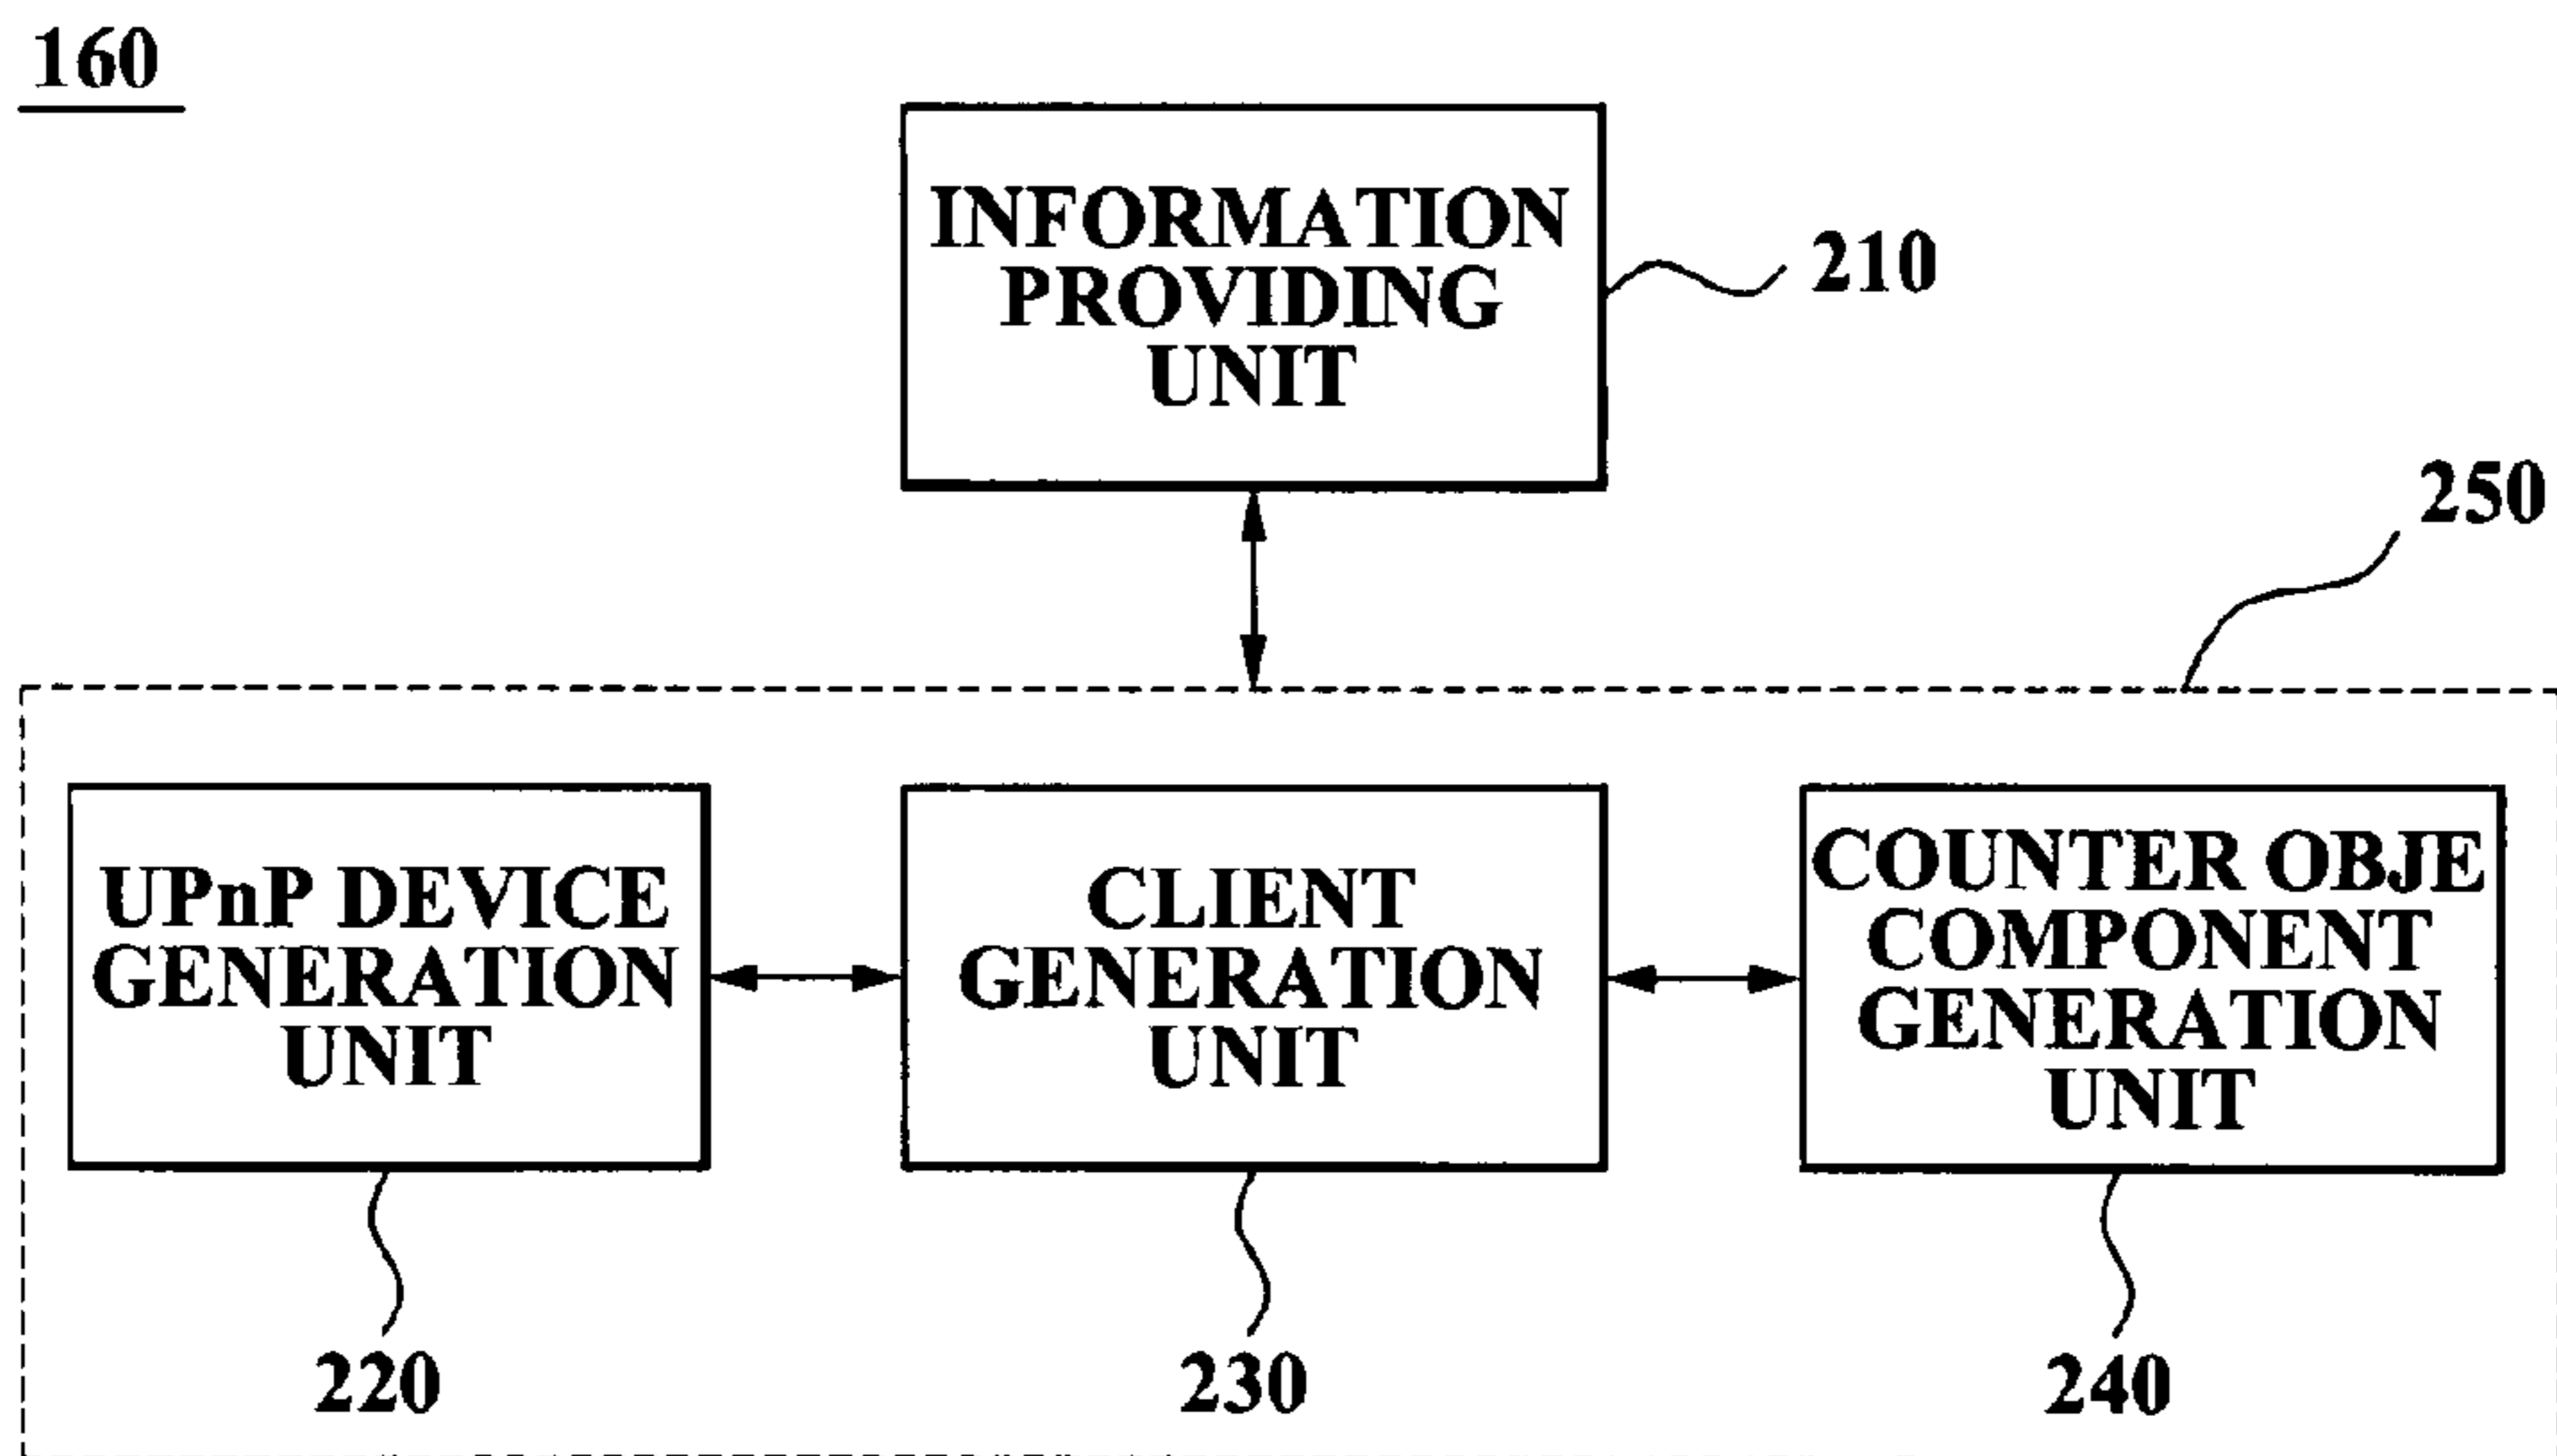 160
INFORMATION
PROVIDING
UNIT
210
250
UPnP DEVICE
GENERATION
UNIT
CLIENT
GENERATION
UNIT
COUNTER OBJE
COMPONENT
GENERATION
UNIT
220
230
240